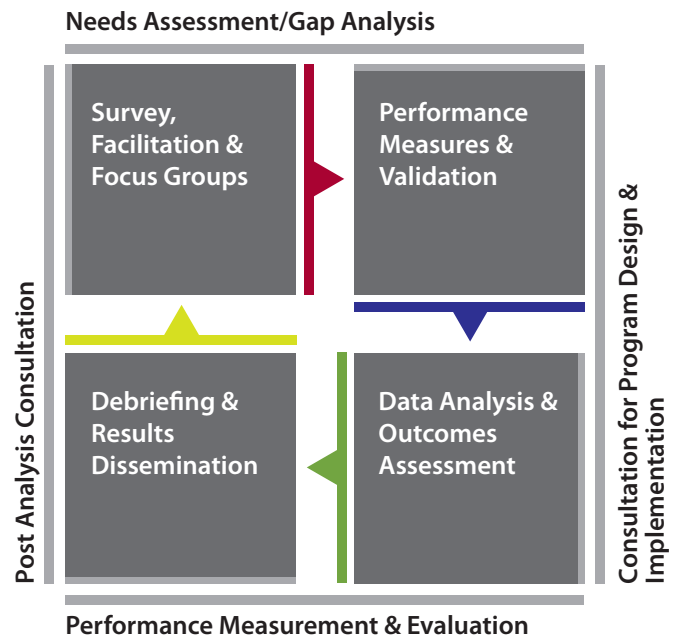 Needs Assessment/Gap Analysis
Survey,
Facilitation &
Focus Groups
Performance
Measures &
Validation
Consultation for Program Design &
Implementation
Post Analysis Consultation
Debriefing &
Results
Dissemination
Data Analysis &
Outcomes
Assessment
Performance Measurement & Evaluation